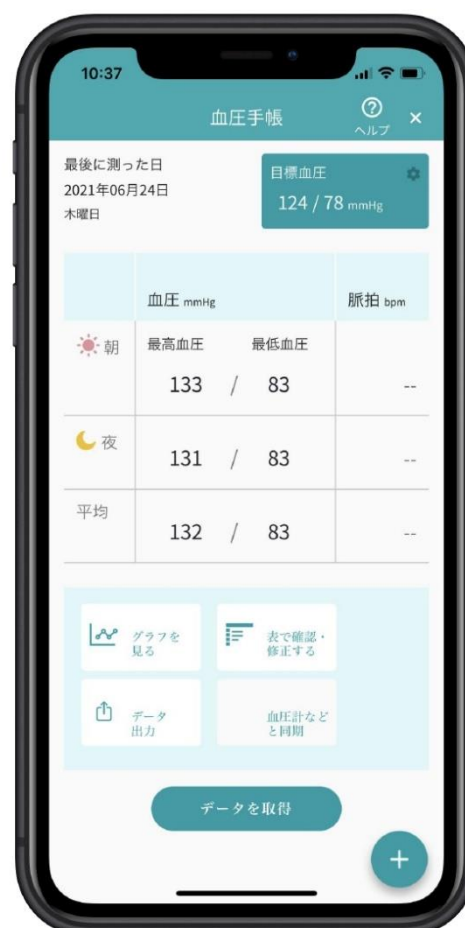 10:37
血圧手帳
ヘルプ
最後に測った日
2021年06月24日
木曜日
目標血圧
124 / 78 mmHg
血圧 mmHg
脈拍 bpm
朝
最高血圧
最低血圧
133 / 83 --
夜
131 / 83 --
平均
132 / 83 --
グラフを
見る
表で確認・
修正する
データ
出力
血圧計など
と同期
データを取得